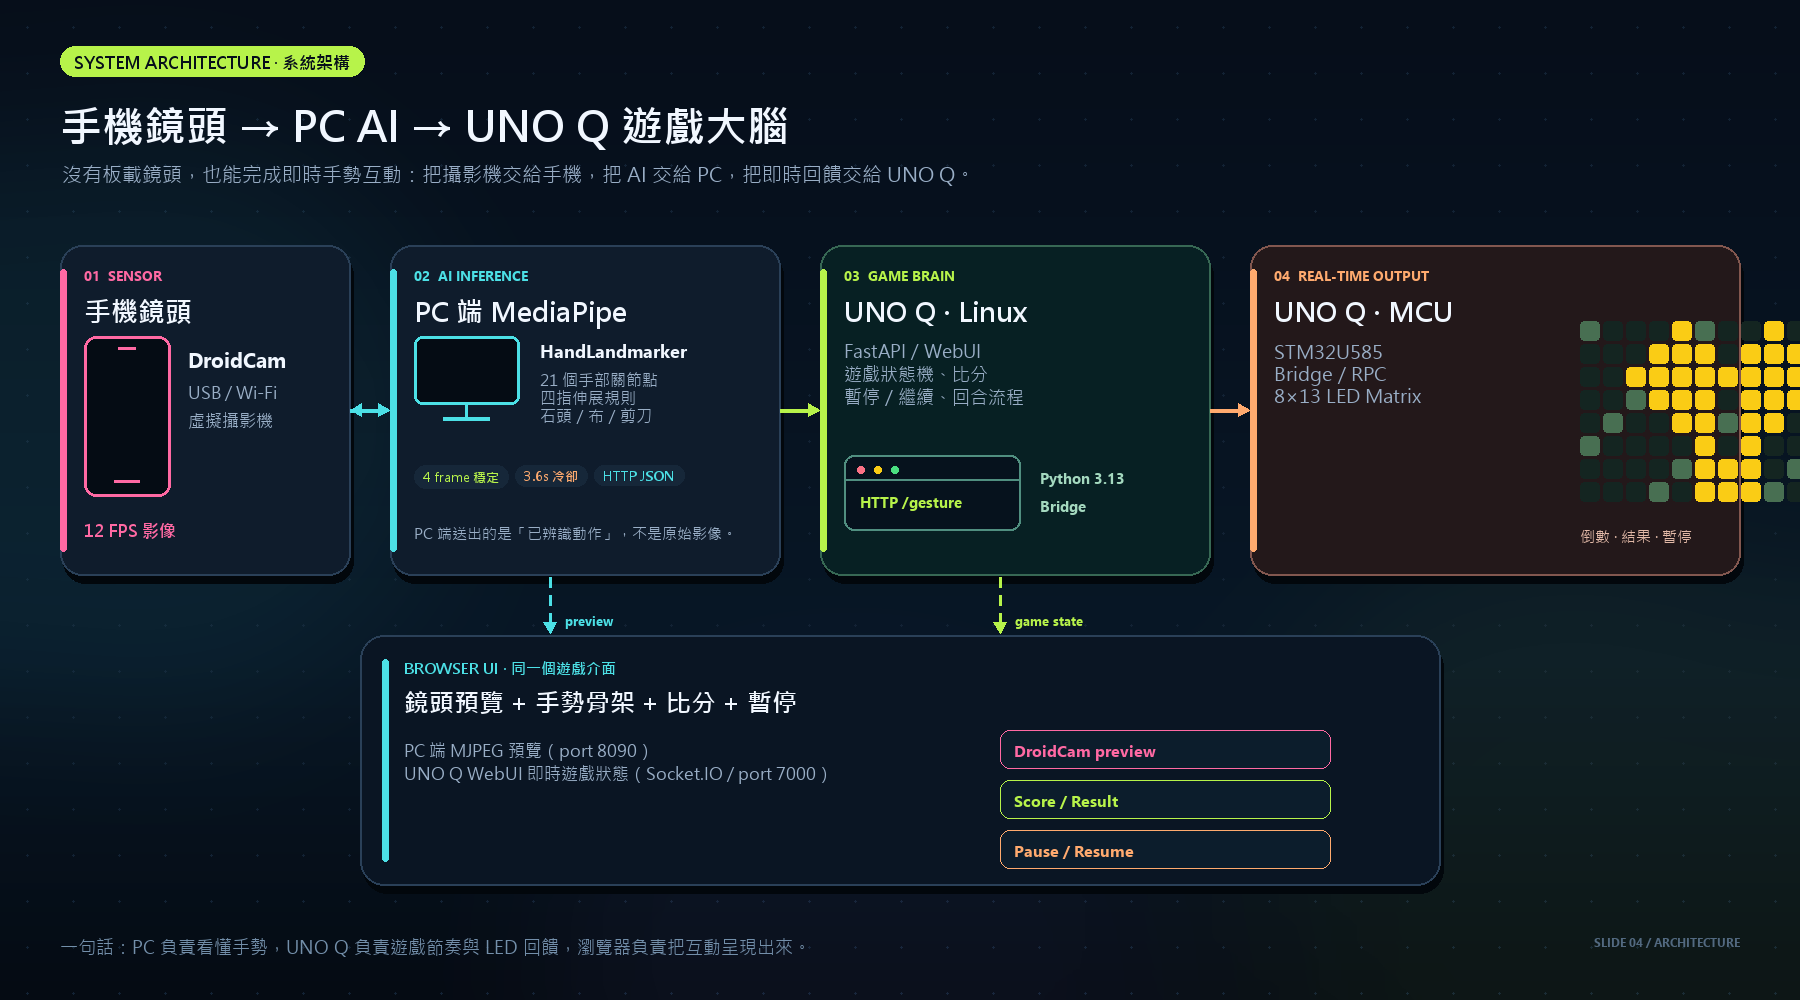 SYSTEM ARCHITECTURE · 系統架構
手機鏡頭 → PC AI → UNO Q 遊戲大腦
沒有板載鏡頭，也能完成即時手勢互動：把攝影機交給手機，把 AI 交給 PC，把即時回饋交給 UNO Q。
01 SENSOR
手機鏡頭
DroidCam
USB / Wi-Fi
虛擬攝影機
12 FPS 影像
02 AI INFERENCE
PC 端 MediaPipe
HandLandmarker
21 個手部關節點
四指伸展規則
石頭 / 布 / 剪刀
4 frame 穩定
3.6s 冷卻
HTTP JSON
PC 端送出的是「已辨識動作」，不是原始影像。
03 GAME BRAIN
UNO Q · Linux
FastAPI / WebUI
遊戲狀態機、比分
暫停 / 繼續、回合流程
HTTP /gesture
Python 3.13
Bridge
04 REAL-TIME OUTPUT
UNO Q · MCU
STM32U585
Bridge / RPC
8×13 LED Matrix
倒數 · 結果 · 暫停
preview
game state
BROWSER UI · 同一個遊戲介面
鏡頭預覽 + 手勢骨架 + 比分 + 暫停
PC 端 MJPEG 預覽（port 8090）
UNO Q WebUI 即時遊戲狀態（Socket.IO / port 7000）
DroidCam preview
Score / Result
Pause / Resume
一句話：PC 負責看懂手勢，UNO Q 負責遊戲節奏與 LED 回饋，瀏覽器負責把互動呈現出來。
SLIDE 04 / ARCHITECTURE